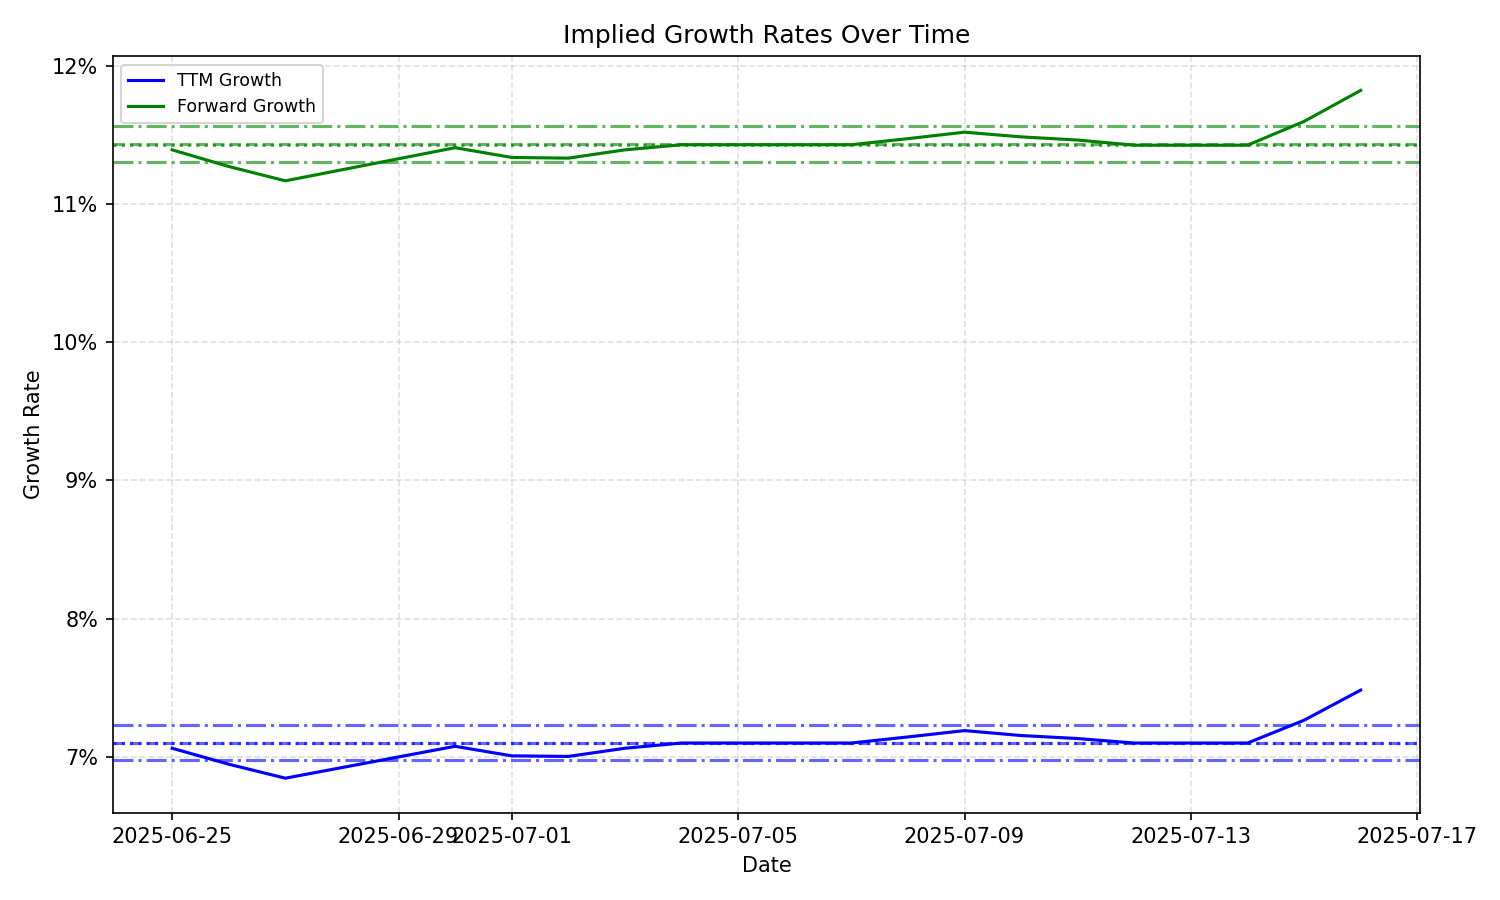 Implied Growth Rates Over Time
12%
TTM Growth
Forward Growth
11%
10%
9%
8%
7%
Growth Rate
2025-06-25
2025-06-29
2025-07-01
2025-07-05
2025-07-09
2025-07-13
2025-07-17
Date